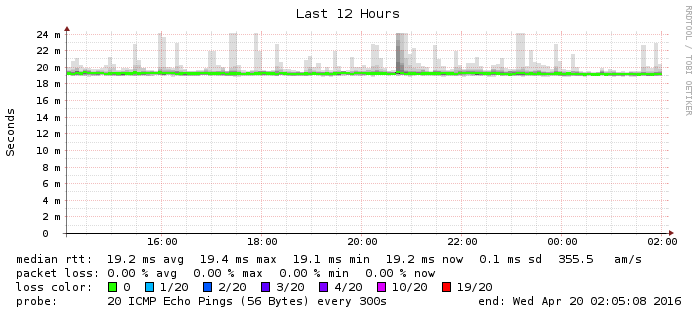 Last 12 Hours
RRDTOOL / TOBI OETIKER
Seconds
24 m
22 m
20 m
18 m
16 m
14 m
12 m
10 m
8 m
6 m
4 m
2 m
0
16:00 18:00 20:00 22:00 00:00 02:00
median rtt: 19.2 ms avg 19.4 ms max 19.1 ms min 19.2 ms now 0.1 ms sd 355.5 am/s
packet loss: 0.00 % avg 0.00 % max 0.00 % min 0.00 % now
loss color: 0 1/20 2/20 3/20 4/20 10/20 19/20
probe: 20 ICMP Echo Pings (56 Bytes) every 300s end: Wed Apr 20 02:05:08 2016